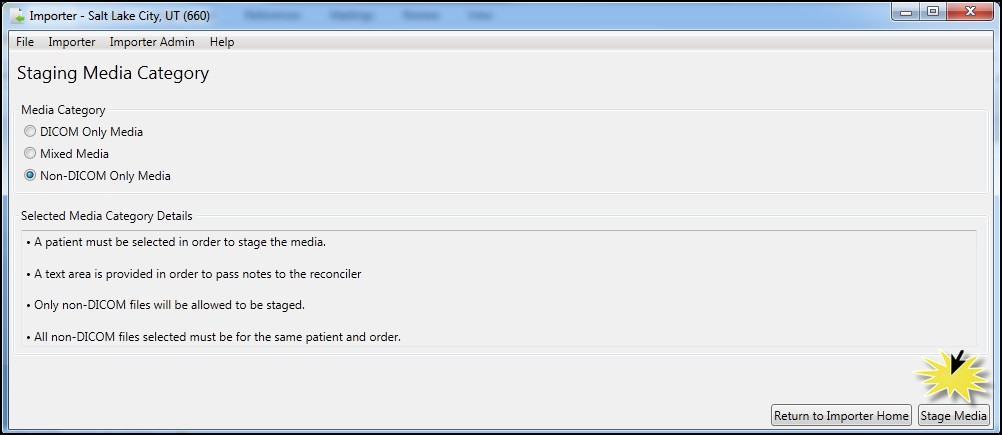 Importer - Salt Lake City, UT (660)
File Importer Importer Admin Help
Staging Media Category
Media Category
DICOM Only Media
Mixed Media
Non-DICOM Only Media
Selected Media Category Details
• A patient must be selected in order to stage the media.
• A text area is provided in order to pass notes to the reconciler
• Only non-DICOM files will be allowed to be staged.
• All non-DICOM files selected must be for the same patient and order.
Return to Importer Home Stage Media